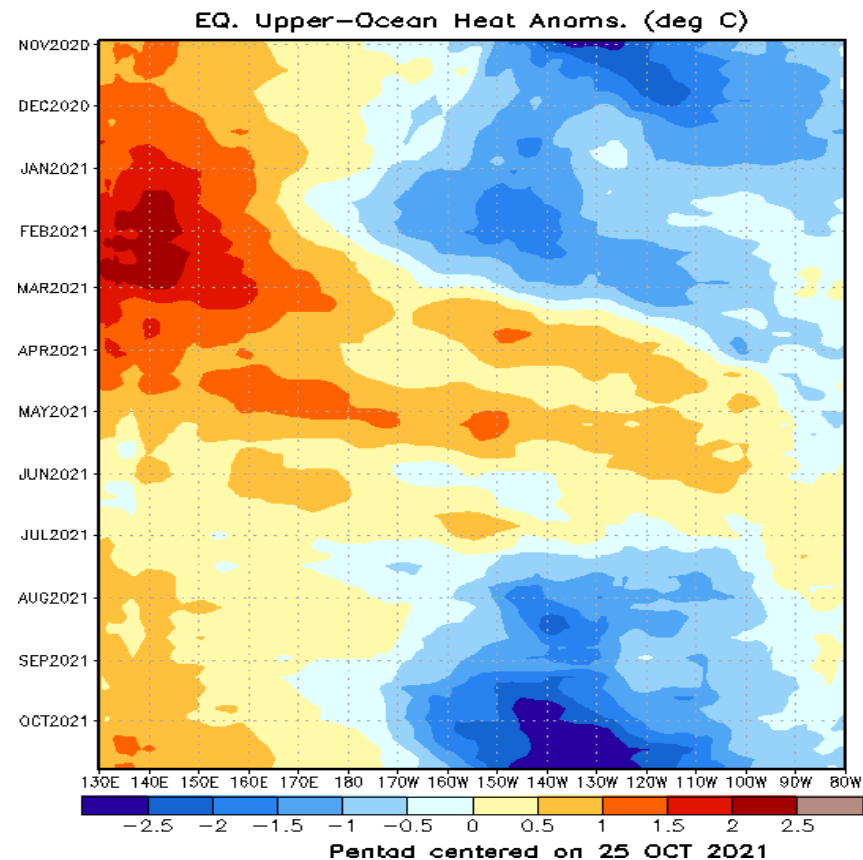 EQ. Upper-Ocean Heat Anams. (deg C)
NOV2020
DEC2020
JAN2021
FEB2021
MAR2021
APR2021
MAY2021
JUN2021
JUL2021
AUG2021
SEP2021
OCT2021
130E 140E 150E 160E 170E 180 170W 160W 150W 140W 130W 120W 110W 100W 90W 80W
-2.5 -2 -1.5 -1 -0.5 0 0.5 1 1.5 2 2.5
Pentad centered on 25 OCT 2021